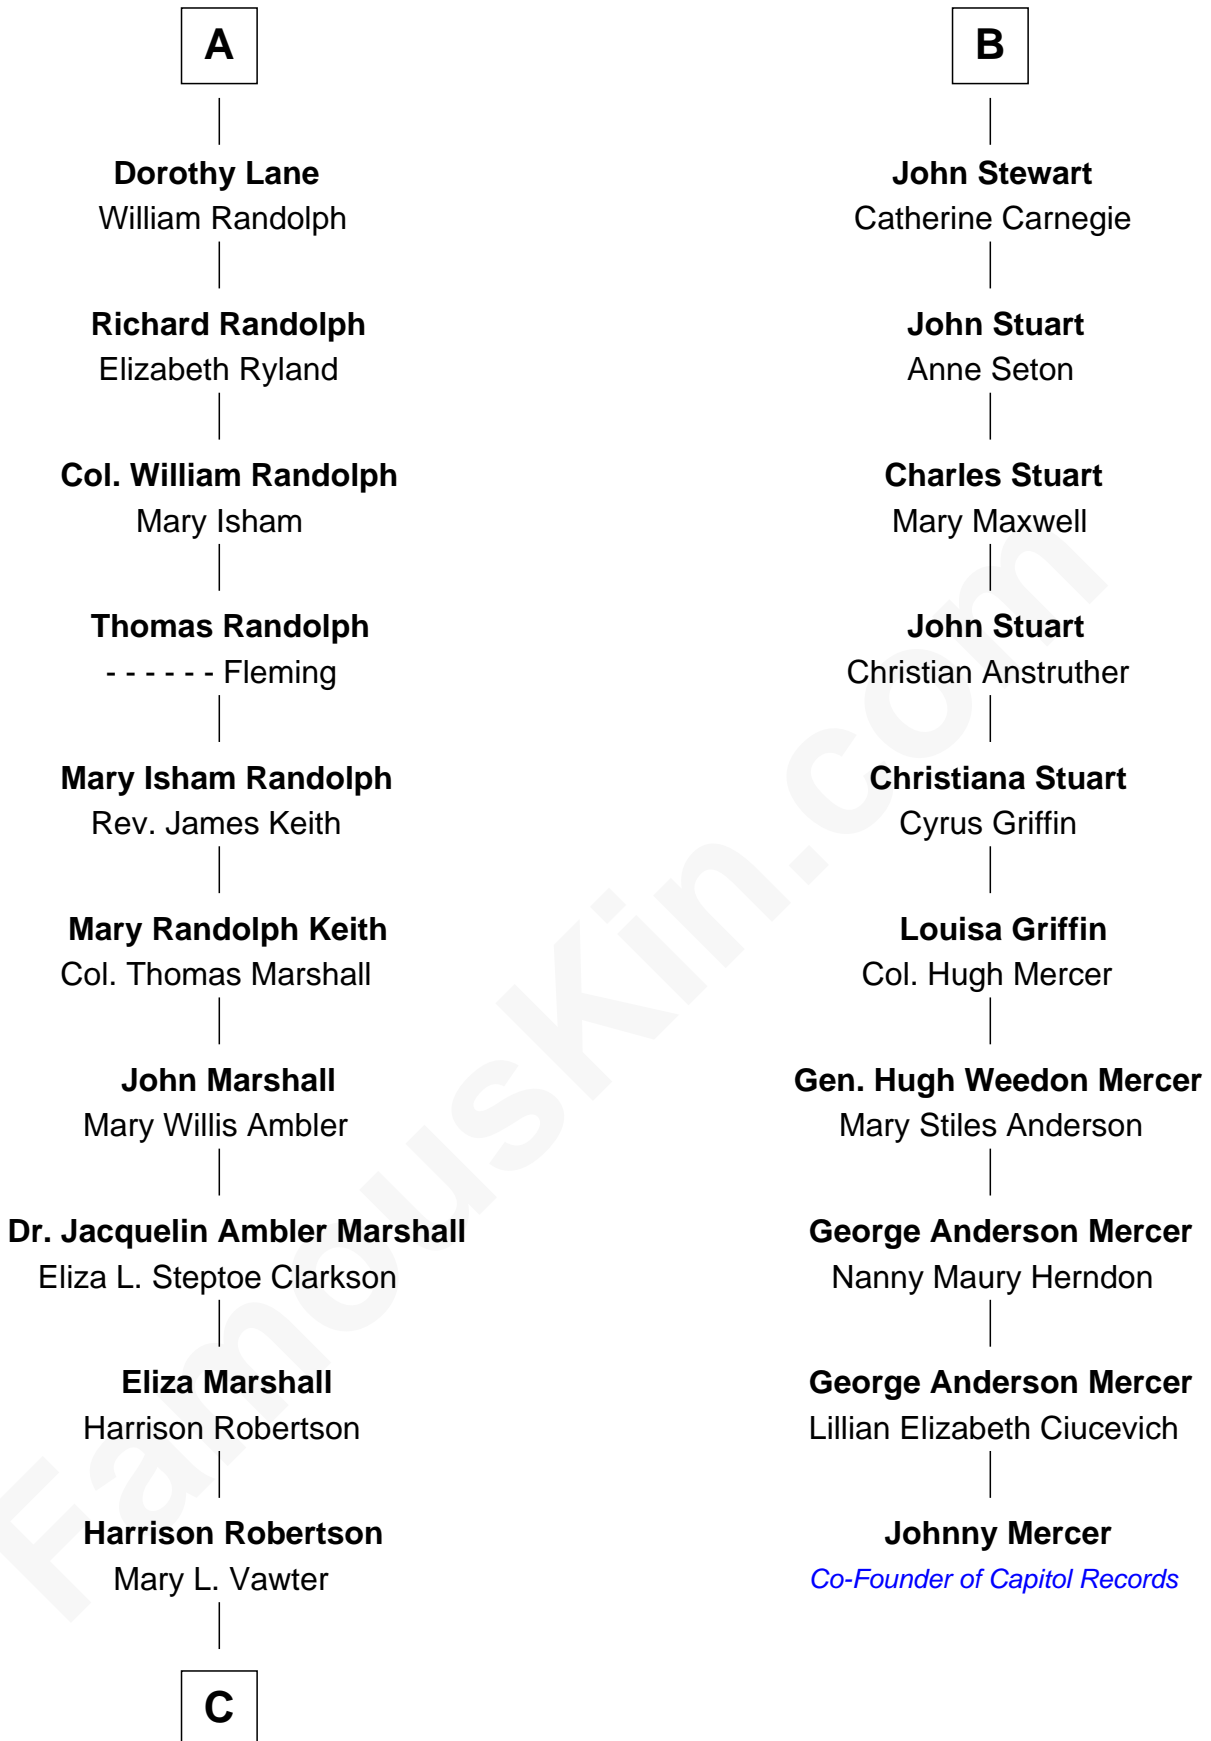 A
Dorothy Lane
William Randolph
Richard Randolph
Elizabeth Ryland
Col. William Randolph
Mary Isham
Thomas Randolph
- - - - - - Fleming
Mary Isham Randolph
Rev. James Keith
Mary Randolph Keith
Col. Thomas Marshall
John Marshall
Mary Willis Ambler
Dr. Jacquelin Ambler Marshall
Eliza L. Steptoe Clarkson
Eliza Marshall
Harrison Robertson
Harrison Robertson
Mary L. Vawter
C
B
John Stewart
Catherine Carnegie
John Stuart
Anne Seton
Charles Stuart
Mary Maxwell
John Stuart
Christian Anstruther
Christiana Stuart
Cyrus Griffin
Louisa Griffin
Col. Hugh Mercer
Gen. Hugh Weedon Mercer
Mary Stiles Anderson
George Anderson Mercer
Nanny Maury Herndon
George Anderson Mercer
Lillian Elizabeth Ciucevich
Johnny Mercer
Co-Founder of Capitol Records
FamousKin.com